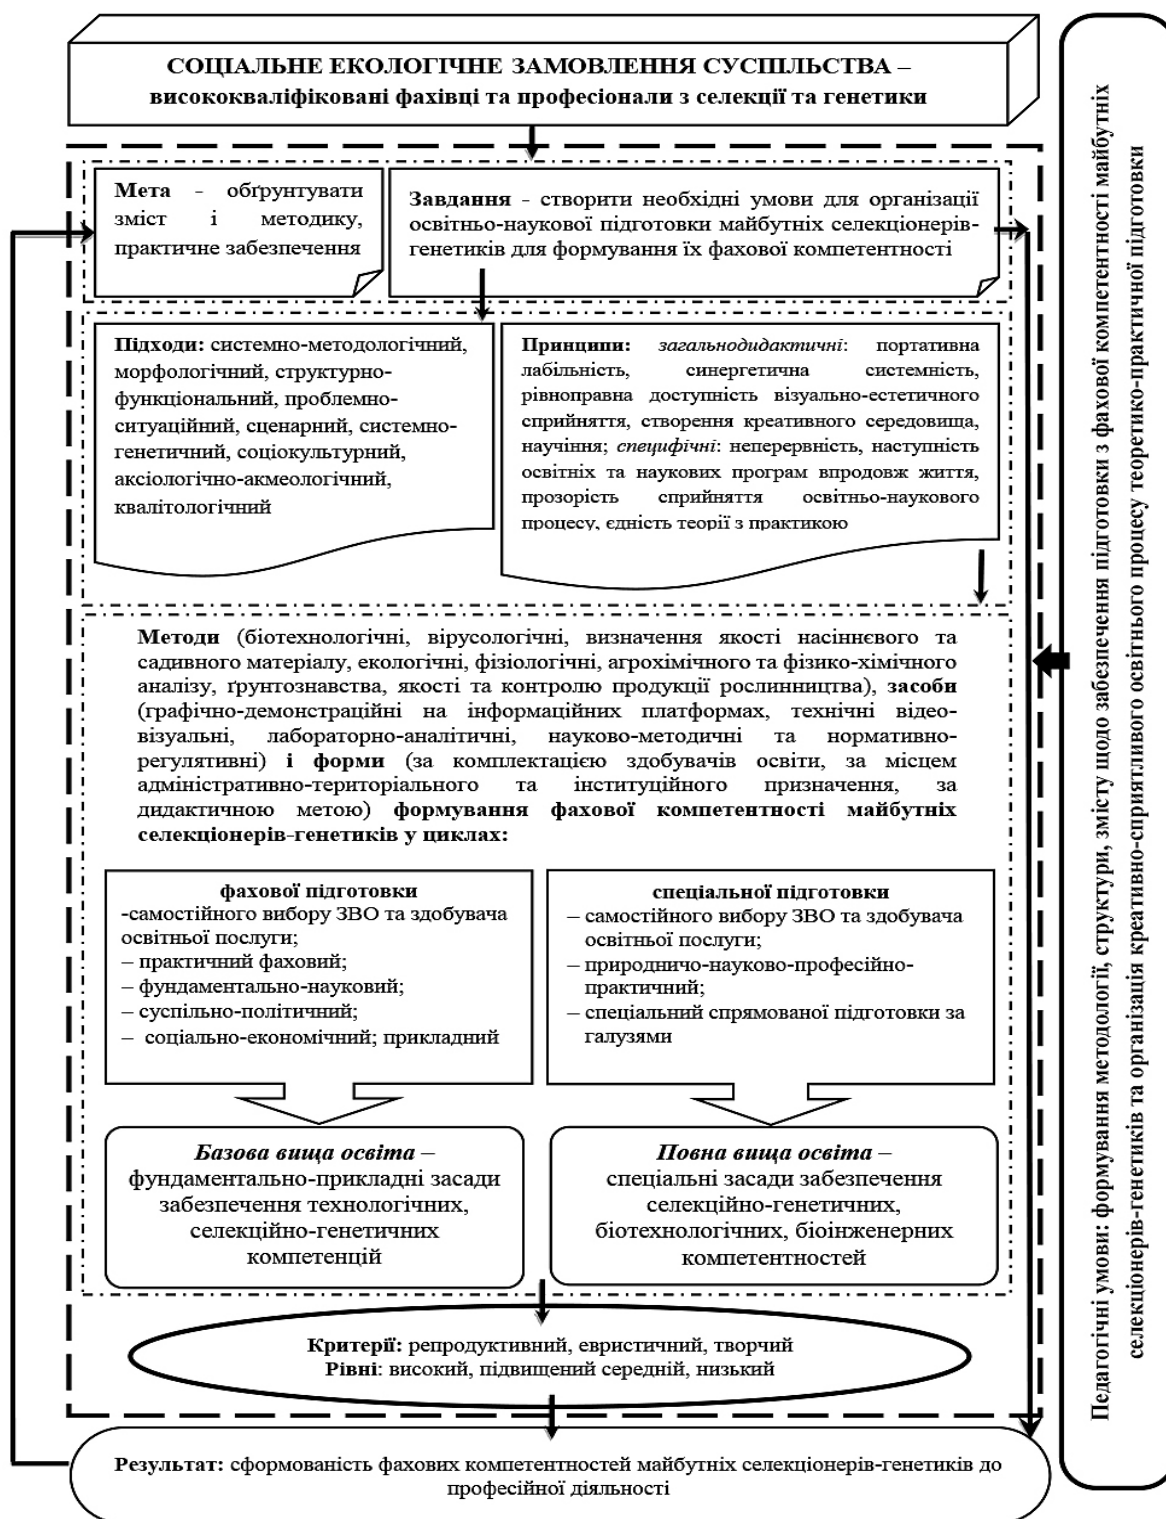 СОЦІАЛЬНЕ ЕКОЛОГІЧНЕ ЗАМОВЛЕННЯ СУСПІЛЬСТВА –
висококваліфіковані фахівці та професіонали з селекції та генетики
Мета - обґрунтувати
зміст і методику,
практичне забезпечення
Завдання - створити необхідні умови для організації
освітньо-наукової підготовки майбутніх селекціонерів-
генетиків для формування їх фахової компетентності
Підходи: системно-методологічний,
морфологічний, структурно-
функціональний, проблемно-
ситуаційний, сценарний, системно-
генетичний, соціокультурний,
аксіологічно-акмеологічний,
квалітологічний
Принципи: загальнодидактичні: портативна
лабільність, синергетична системність,
рівноправна доступність візуально-естетичного
сприйняття, створення креативного середовища,
научіння; специфічні: неперервність, наступність
освітніх та наукових програм впродовж життя,
прозорість сприйняття освітньо-наукового
процесу, єдність теорії з практикою
Методи (біотехнологічні, вірусологічні, визначення якості насіннєвого та
садивного матеріалу, екологічні, фізіологічні, агрохімічного та фізико-хімічного
аналізу, ґрунтознавства, якості та контролю продукції рослинництва), засоби
(графічно-демонстраційні на інформаційних платформах, технічні відео-
візуальні, лабораторно-аналітичні, науково-методичні та нормативно-
регулятивні) і форми (за комплектацією здобувачів освіти, за місцем
адміністративно-територіального та інституційного призначення, за
дидактичною метою) формування фахової компетентності майбутніх
селекціонерів-генетиків у циклах:
фахової підготовки
-самостійного вибору ЗВО та здобувача
освітньої послуги;
– практичний фаховий;
– фундаментально-науковий;
– суспільно-політичний;
– соціально-економічний; прикладний
спеціальної підготовки
– самостійного вибору ЗВО та здобувача
освітньої послуги;
– природничо-науково-професійно-
практичний;
– спеціальний спрямованої підготовки за
галузями
Базова вища освіта –
фундаментально-прикладні засади
забезпечення технологічних,
селекційно-генетичних
компетенцій
Повна вища освіта –
спеціальні засади забезпечення
селекційно-генетичних,
біотехнологічних, біоінженерних
компетентностей
Критерії: репродуктивний, евристичний, творчий
Рівні: високий, підвищений середній, низький
Результат: сформованість фахових компетентностей майбутніх селекціонерів-генетиків до
професійної діяльності
Педагогічні умови: формування методології, структури, змісту щодо забезпечення підготовки з фахової компетентності майбутніх
селекціонерів-генетиків та організація креативно-сприятливого освітнього процесу теоретико-практичної підготовки